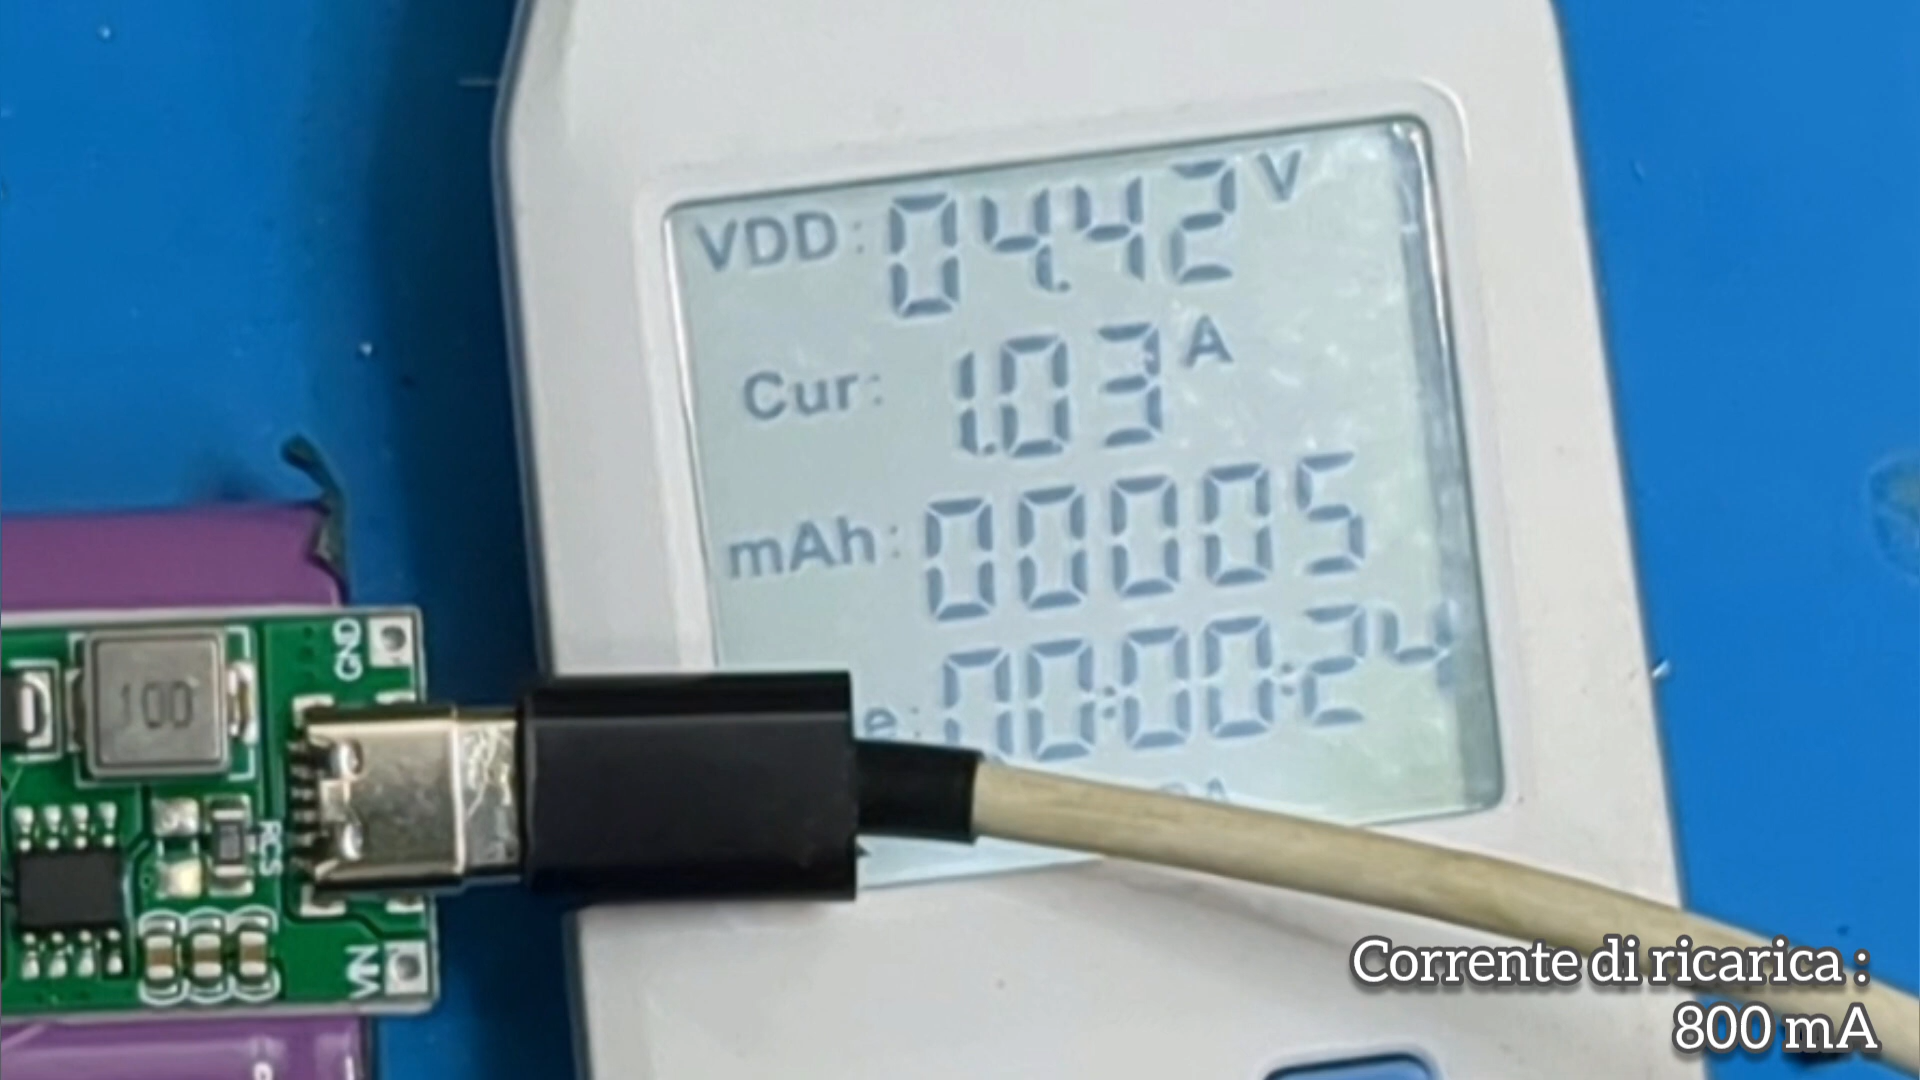 VDD: 04.42 V
Cur: 1.03 A
mAh: 00005
e: 00:00:24
GND
100
RCS
VIN
Corrente di ricarica :
800 mA